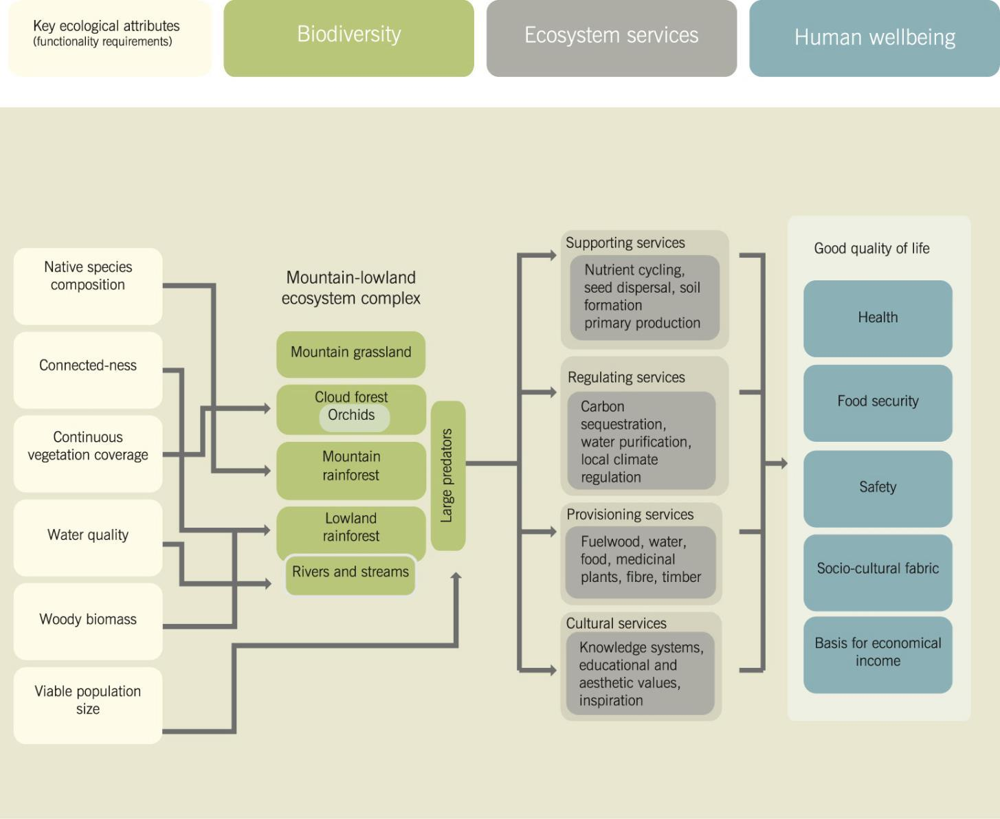 Key ecological attributes
(functionality requirements)
Biodiversity
Ecosystem services
Human wellbeing
Native species
composition
Connected-ness
Continuous
vegetation coverage
Water quality
Woody biomass
Viable population
size
Mountain-lowland
ecosystem complex
Mountain grassland
Cloud forest
Orchids
Mountain
rainforest
Lowland
rainforest
Rivers and streams
Large predators
Supporting services
Nutrient cycling,
seed dispersal, soil
formation
primary production
Regulating services
Carbon
sequestration,
water purification,
local climate
regulation
Provisioning services
Fuelwood, water,
food, medicinal
plants, fibre, timber
Cultural services
Knowledge systems,
educational and
aesthetic values,
inspiration
Good quality of life
Health
Food security
Safety
Socio-cultural fabric
Basis for economical
income